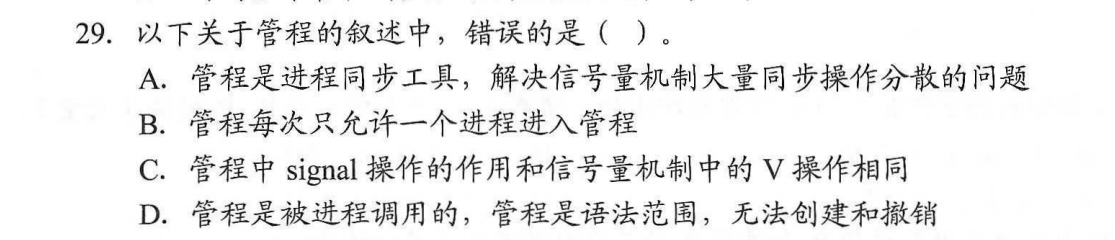 29. 以下关于管程的叙述中，错误的是（ ）。
A. 管程是进程同步工具，解决信号量机制大量同步操作分散的问题
B. 管程每次只允许一个进程进入管程
C. 管程中 signal 操作的作用和信号量机制中的 V 操作相同
D. 管程是被进程调用的，管程是语法范围，无法创建和撤销